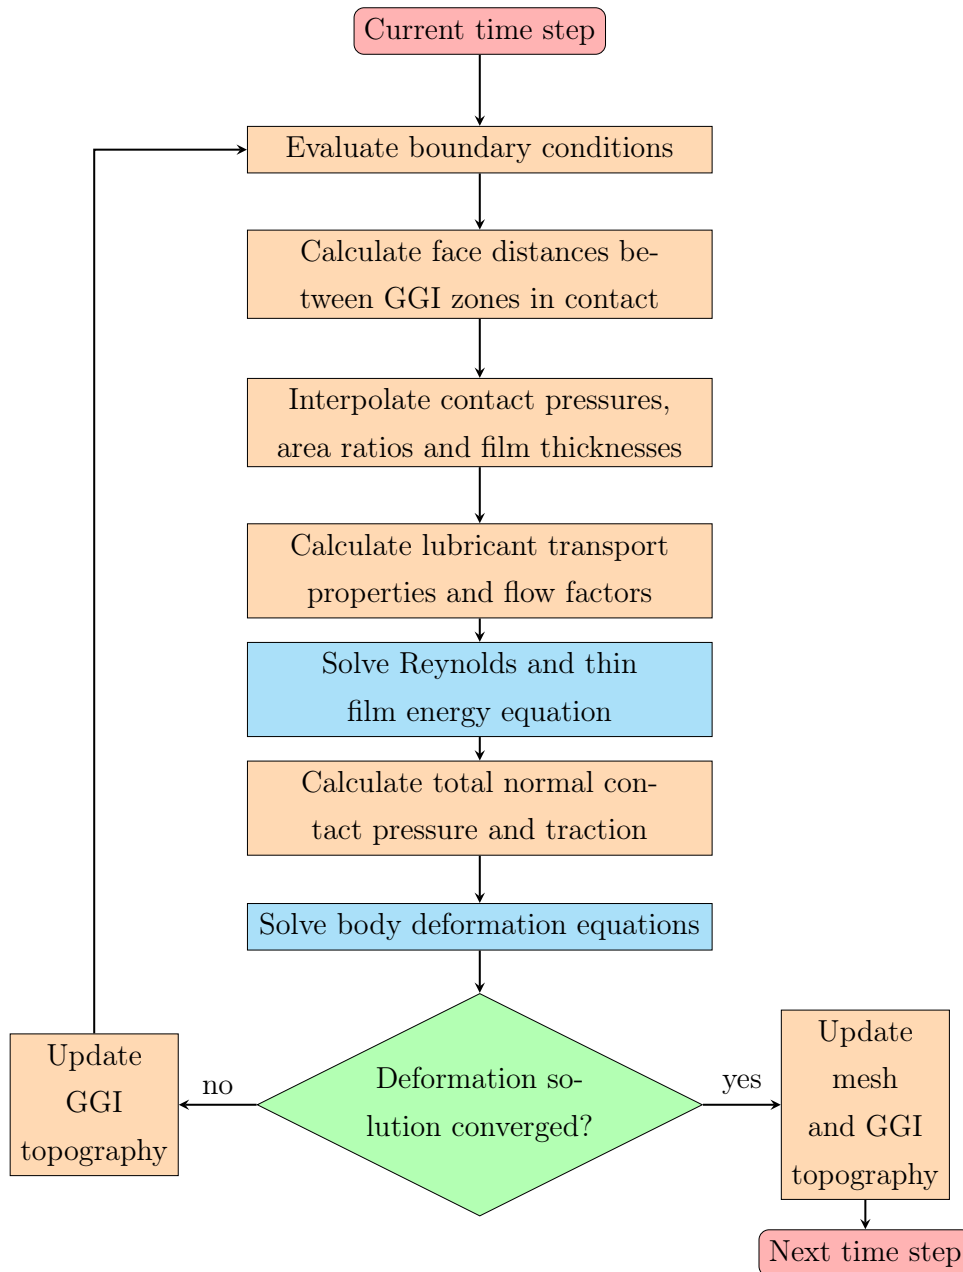 Current time step
Evaluate boundary conditions
Calculate face distances be-
tween GGI zones in contact
Interpolate contact pressures,
area ratios and film thicknesses
Calculate lubricant transport
properties and flow factors
Solve Reynolds and thin
film energy equation
Calculate total normal con-
tact pressure and traction
Solve body deformation equations
Deformation so-
lution converged?
no
Update
GGI
topography
yes
Update
mesh
and GGI
topography
Next time step